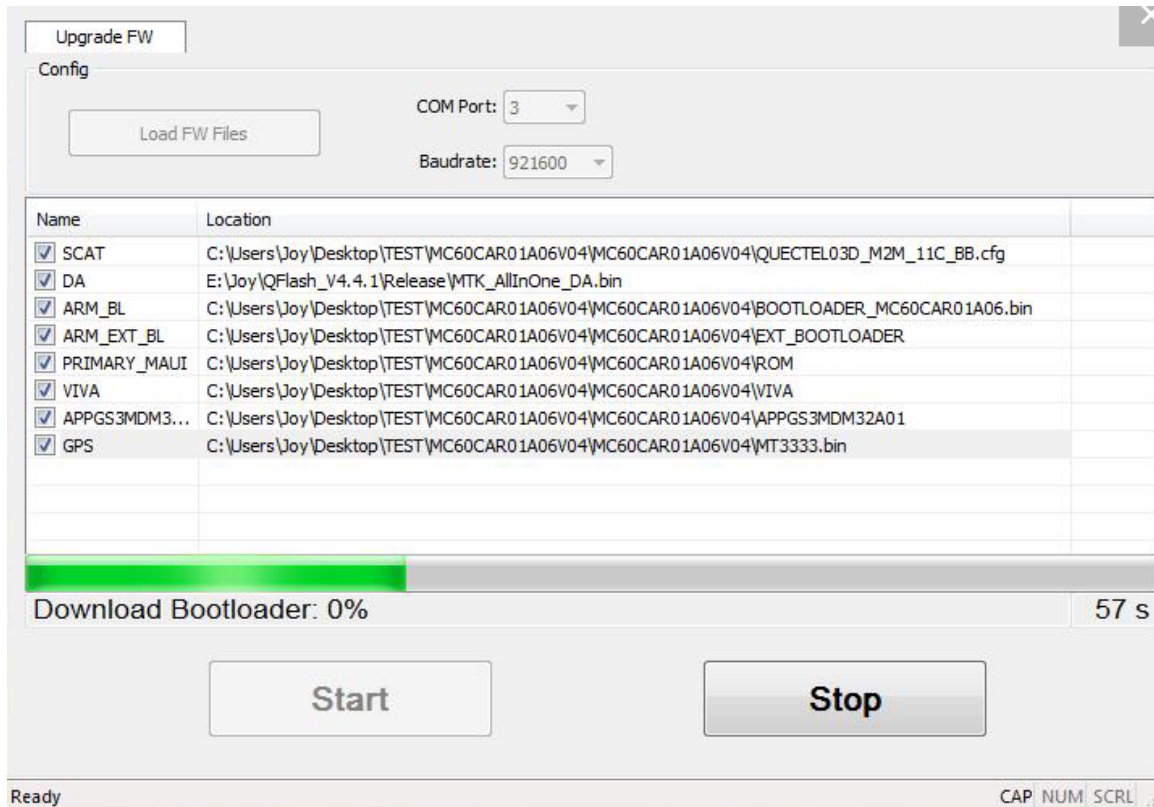 Upgrade FW
Config
Load FW Files
COM Port: 3
Baudrate: 921600
Name Location
SCAT C:\Users\Joy\Desktop\TEST\MC60CAR01A06V04\MC60CAR01A06V04\QUECTEL03D_M2M_11C_BB.cfg
DA E:\Joy\QFlash_V4.4.1\Release\MTK_AllInOne_DA.bin
ARM_BL C:\Users\Joy\Desktop\TEST\MC60CAR01A06V04\MC60CAR01A06V04\BOOTLOADER_MC60CAR01A06.bin
ARM_EXT_BL C:\Users\Joy\Desktop\TEST\MC60CAR01A06V04\MC60CAR01A06V04\EXT_BOOTLOADER
PRIMARY_MAUI C:\Users\Joy\Desktop\TEST\MC60CAR01A06V04\MC60CAR01A06V04\ROM
VIVA C:\Users\Joy\Desktop\TEST\MC60CAR01A06V04\MC60CAR01A06V04\VIVA
APPGS3MDM3... C:\Users\Joy\Desktop\TEST\MC60CAR01A06V04\MC60CAR01A06V04\APPGS3MDM32A01
GPS C:\Users\Joy\Desktop\TEST\MC60CAR01A06V04\MC60CAR01A06V04\MT3333.bin
Download Bootloader: 0% 57 s
Start Stop
Ready CAP NUM SCRL